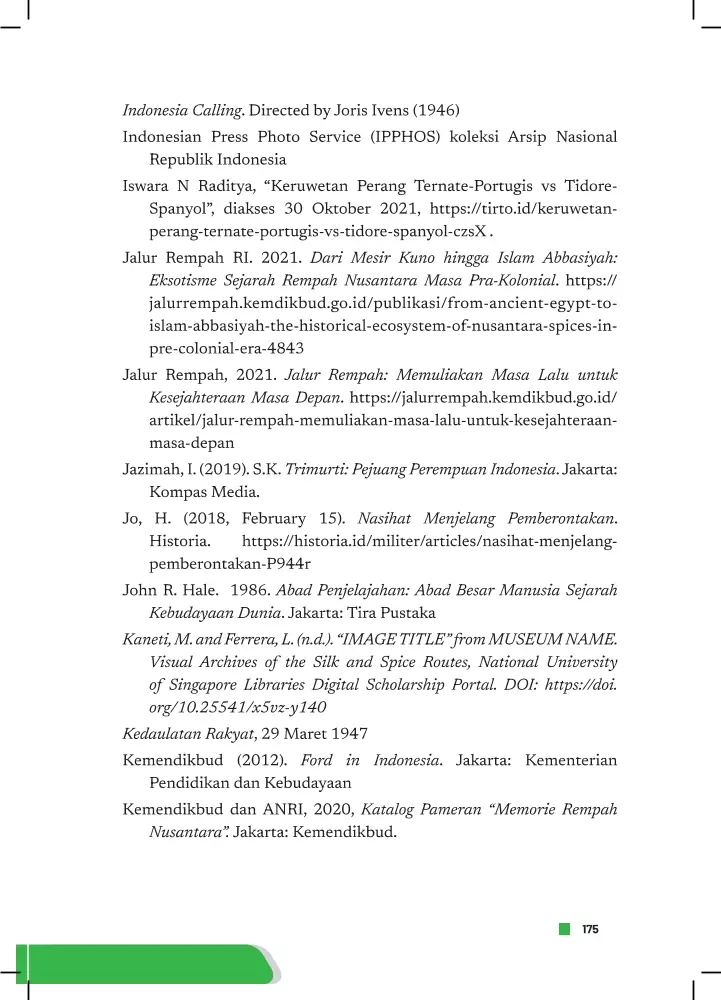 Indonesia Calling. Directed by Joris Ivens (1946)
Indonesian Press Photo Service (IPPHOS) koleksi Arsip Nasional
Republik Indonesia
Iswara N Raditya, “Keruwetan Perang Ternate-Portugis vs Tidore-
Spanyol”, diakses 30 Oktober 2021, https://tirto.id/keruwetan-
perang-ternate-portugis-vs-tidore-spanyol-czsX .
Jalur Rempah RI. 2021. Dari Mesir Kuno hingga Islam Abbasiyah:
Eksotisme Sejarah Rempah Nusantara Masa Pra-Kolonial. https://
jalurrempah.kemdikbud.go.id/publikasi/from-ancient-egypt-to-
islam-abbasiyah-the-historical-ecosystem-of-nusantara-spices-in-
pre-colonial-era-4843
Jalur Rempah, 2021. Jalur Rempah: Memuliakan Masa Lalu untuk
Kesejahteraan Masa Depan. https://jalurrempah.kemdikbud.go.id/
artikel/jalur-rempah-memuliakan-masa-lalu-untuk-kesejahteraan-
masa-depan
Jazimah, I. (2019). S.K. Trimurti: Pejuang Perempuan Indonesia. Jakarta:
Kompas Media.
Jo, H. (2018, February 15). Nasihat Menjelang Pemberontakan.
Historia. https://historia.id/militer/articles/nasihat-menjelang-
pemberontakan-P944r
John R. Hale. 1986. Abad Penjelajahan: Abad Besar Manusia Sejarah
Kebudayaan Dunia. Jakarta: Tira Pustaka
Kaneti, M. and Ferrera, L. (n.d.). “IMAGE TITLE” from MUSEUM NAME.
Visual Archives of the Silk and Spice Routes, National University
of Singapore Libraries Digital Scholarship Portal. DOI: https://doi.
org/10.25541/x5vz-y140
Kedaulatan Rakyat, 29 Maret 1947
Kemendikbud (2012). Ford in Indonesia. Jakarta: Kementerian
Pendidikan dan Kebudayaan
Kemendikbud dan ANRI, 2020, Katalog Pameran “Memorie Rempah
Nusantara”. Jakarta: Kemendikbud.
175